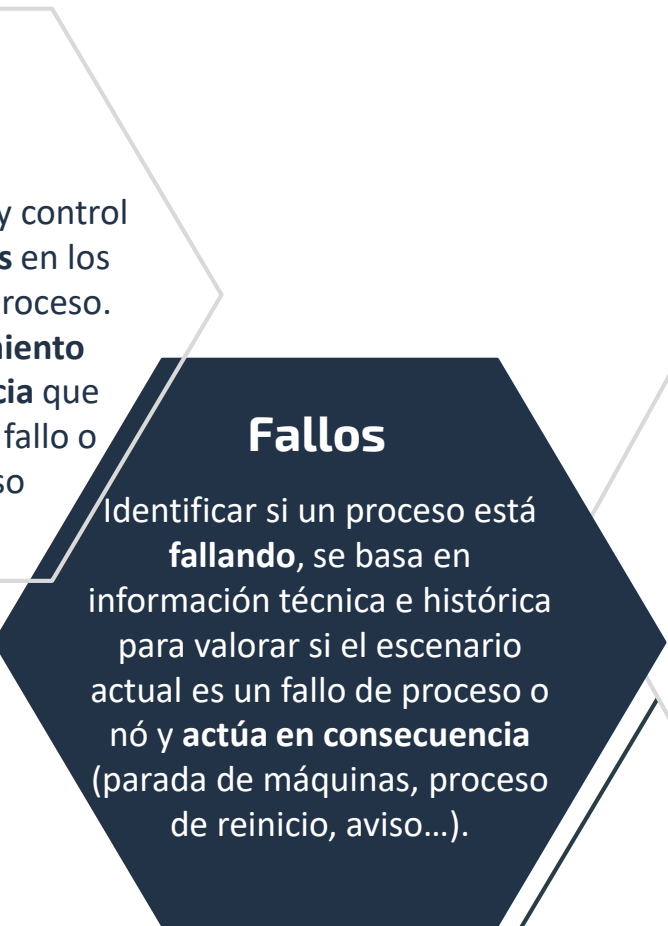 y control
s en los
roceso.
niento
cia que
fallo o
so
Fallos
Identificar si un proceso está
fallando, se basa en
información técnica e histórica
para valorar si el escenario
actual es un fallo de proceso o
nó y actúa en consecuencia
(parada de máquinas, proceso
de reinicio, aviso...).